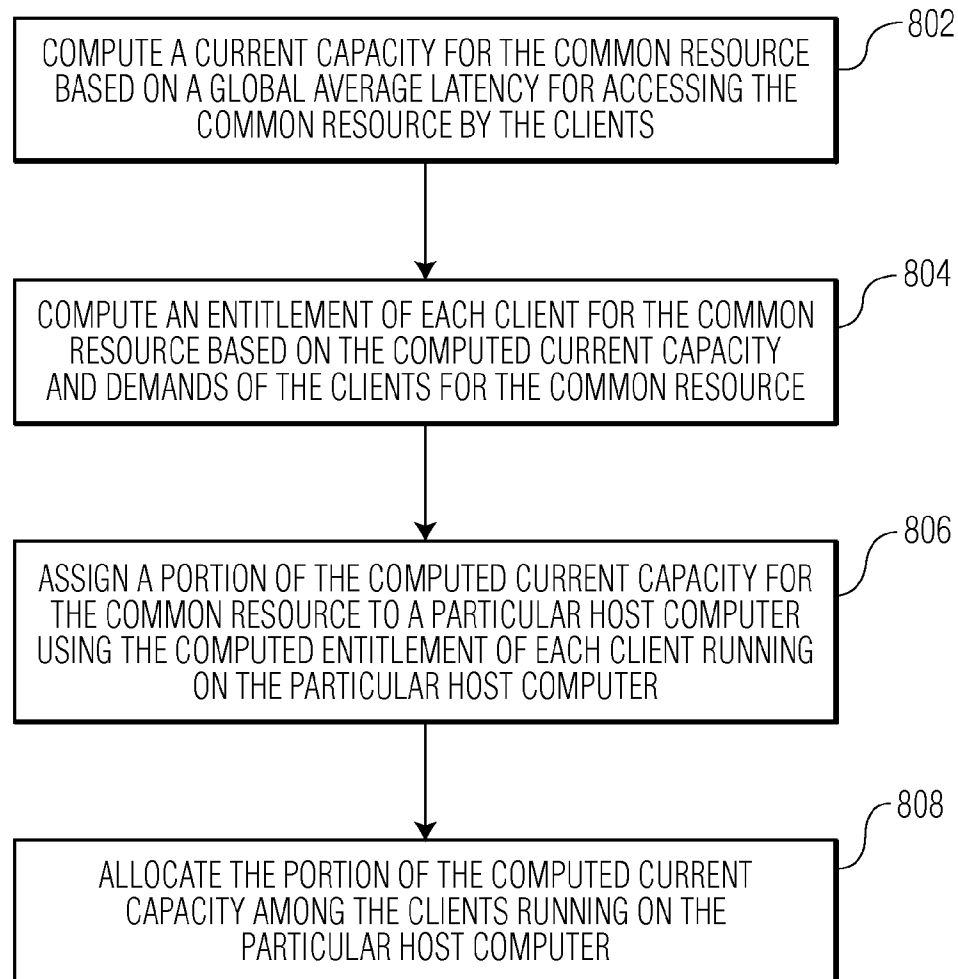 COMPUTE A CURRENT CAPACITY FOR THE COMMON RESOURCE
BASED ON A GLOBAL AVERAGE LATENCY FOR ACCESSING THE
COMMON RESOURCE BY THE CLIENTS
802
COMPUTE AN ENTITLEMENT OF EACH CLIENT FOR THE COMMON
RESOURCE BASED ON THE COMPUTED CURRENT CAPACITY
AND DEMANDS OF THE CLIENTS FOR THE COMMON RESOURCE
804
ASSIGN A PORTION OF THE COMPUTED CURRENT CAPACITY FOR
THE COMMON RESOURCE TO A PARTICULAR HOST COMPUTER
USING THE COMPUTED ENTITLEMENT OF EACH CLIENT RUNNING
ON THE PARTICULAR HOST COMPUTER
806
ALLOCATE THE PORTION OF THE COMPUTED CURRENT
CAPACITY AMONG THE CLIENTS RUNNING ON THE
PARTICULAR HOST COMPUTER
808